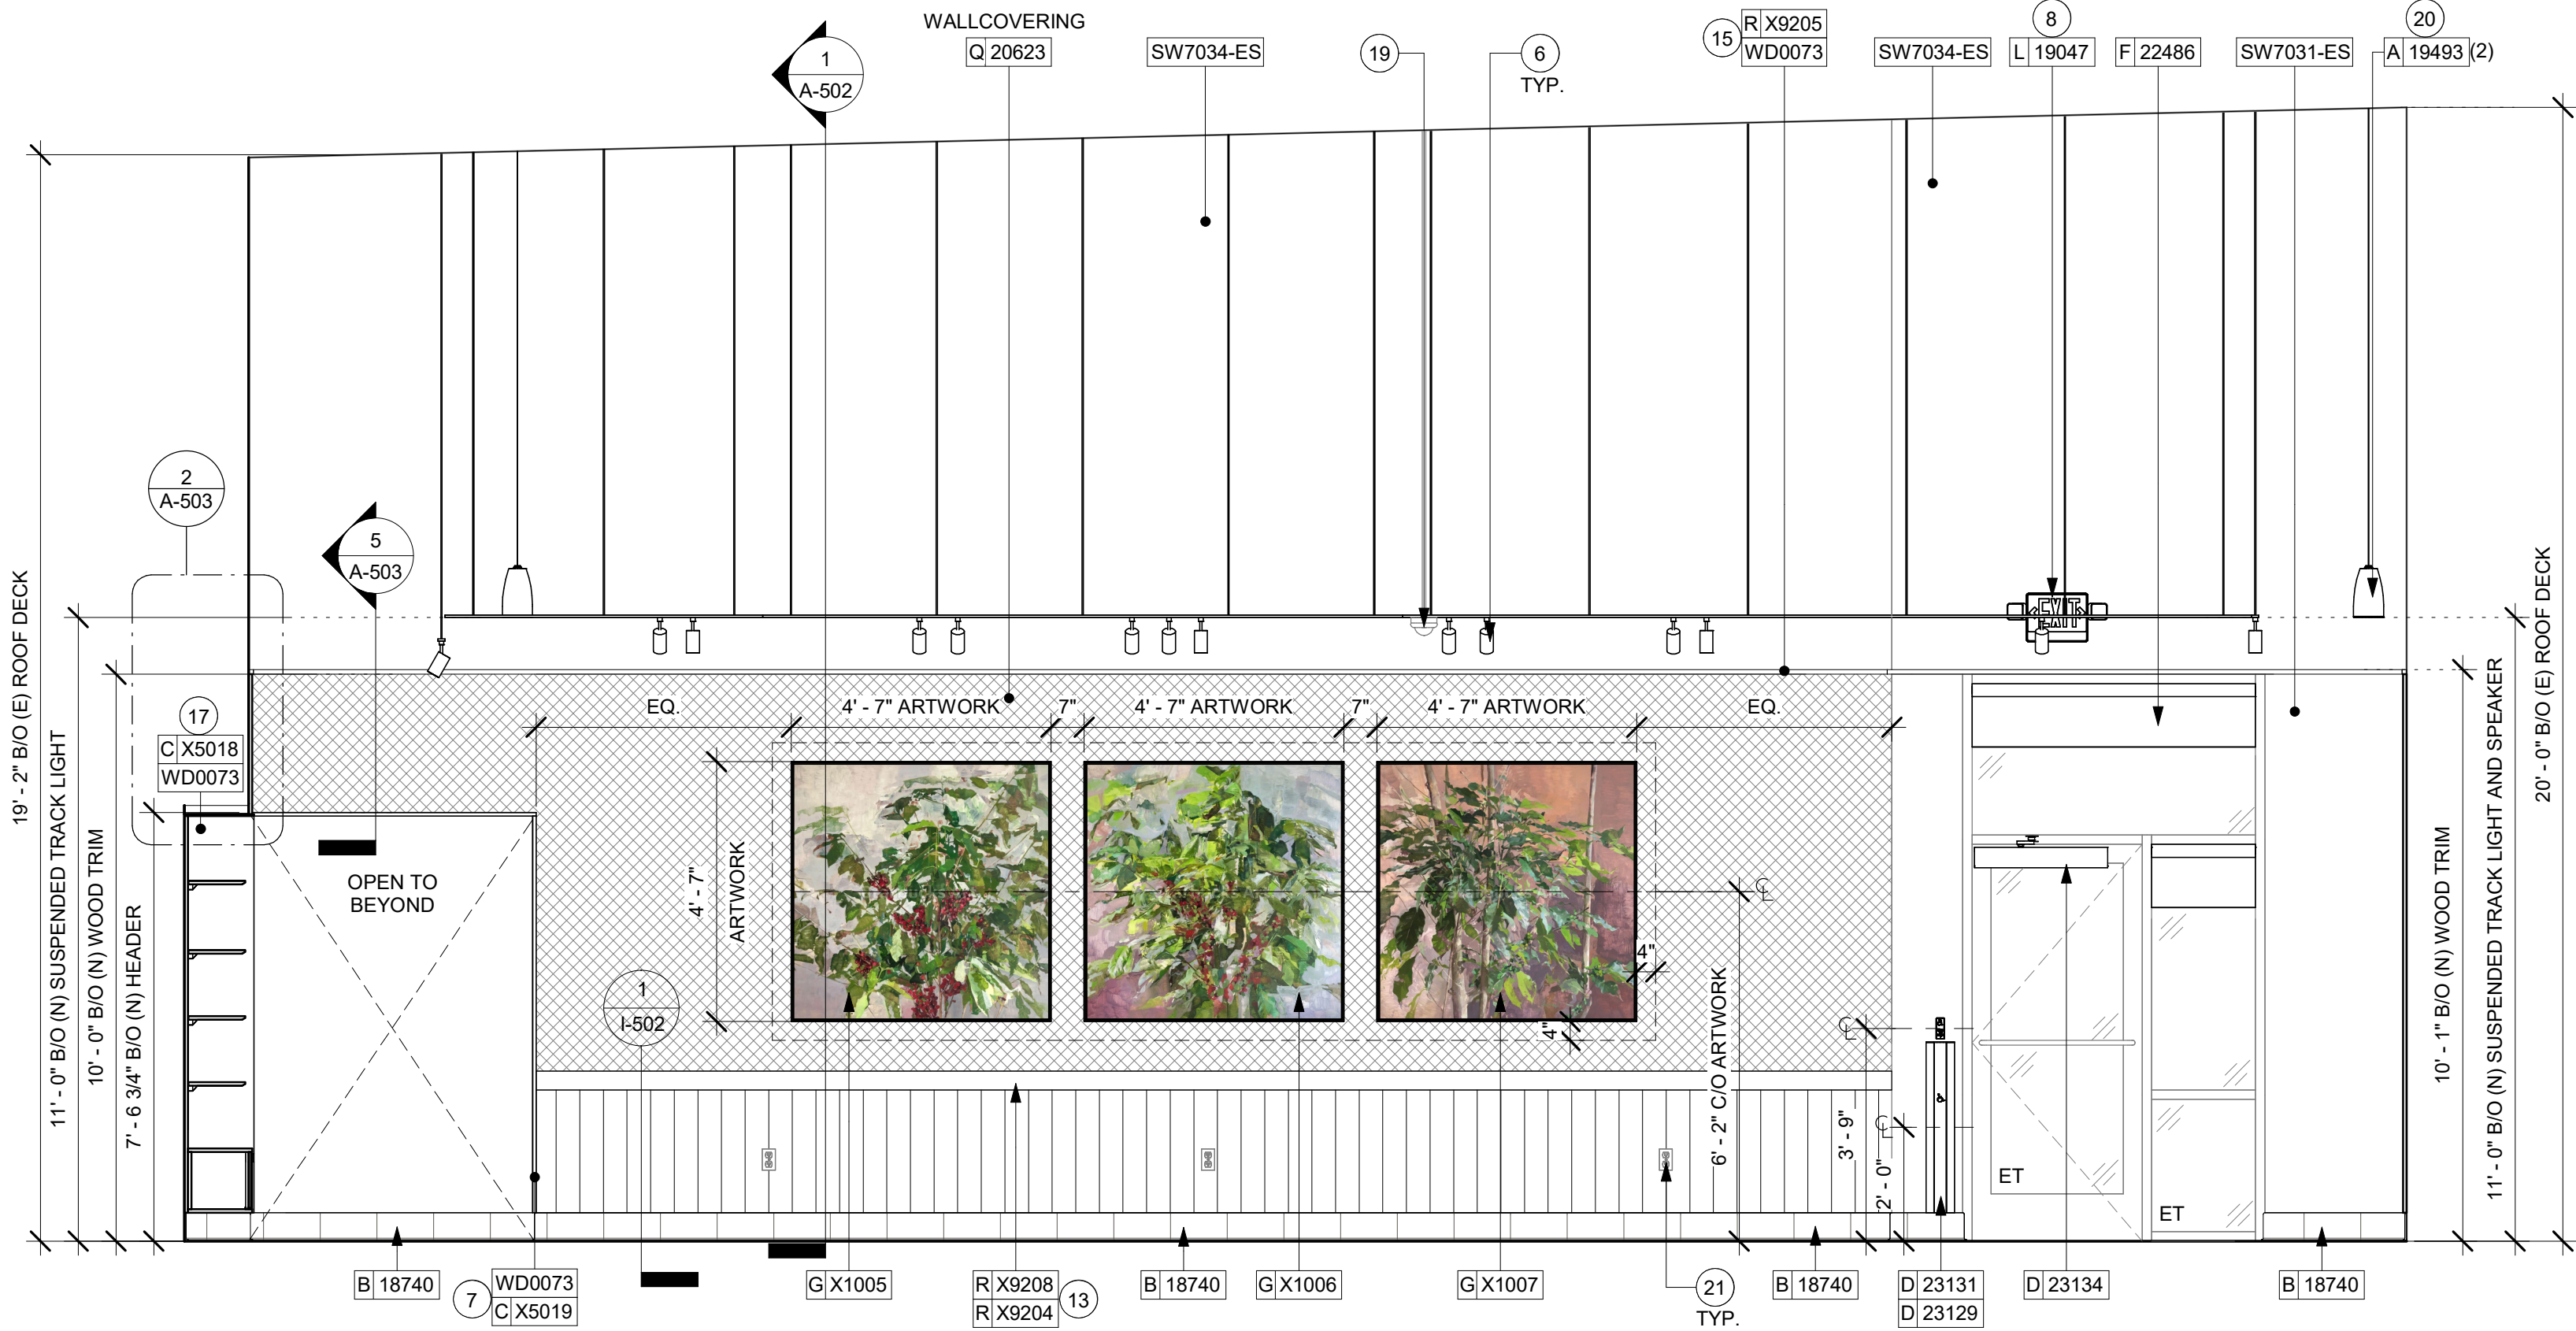 WALLCOVERING
Q 20623
1
A-502
SW7034-ES
19
6
TYP.
15
R X9205
WD0073
SW7034-ES
8
L 19047
F 22486
SW7031-ES
20
A 19493 (2)
2
A-503
5
A-503
EXIT
19' - 2" B/O (E) ROOF DECK
11' - 0" B/O (N) SUSPENDED TRACK LIGHT
10' - 0" B/O (N) WOOD TRIM
7' - 6 3/4" B/O (N) HEADER
17
C X5018
WD0073
EQ.
4' - 7" ARTWORK
7"
4' - 7" ARTWORK
7"
4' - 7" ARTWORK
EQ.
OPEN TO
BEYOND
4' - 7"
ARTWORK
CL
4"
4"
1
I-502
6' - 2" C/O ARTWORK
CL
3' - 9"
CL
2' - 0"
ET
ET
10' - 1" B/O (N) WOOD TRIM
11' - 0" B/O (N) SUSPENDED TRACK LIGHT AND SPEAKER
20' - 0" B/O (E) ROOF DECK
B 18740
7
WD0073
C X5019
G X1005
R X9208
R X9204
13
B 18740
G X1006
G X1007
21
TYP.
B 18740
D 23131
D 23129
D 23134
B 18740